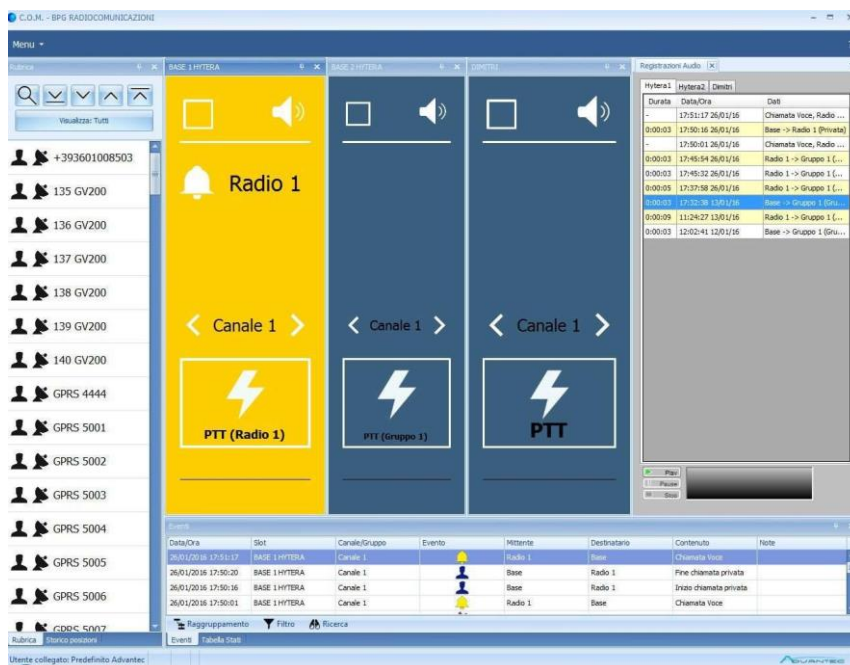 C.O.M. - BPG RADIOCOMUNICAZIONI
Menu
Rubrica
Visualizza: Tutti
+393601008503
135 GV200
136 GV200
137 GV200
138 GV200
139 GV200
140 GV200
GPRS 4444
GPRS 5001
GPRS 5002
GPRS 5003
GPRS 5004
GPRS 5005
GPRS 5006
GPRS 5007
Rubrica Storico posizioni
BASE 1 HYTERA
Radio 1
Canale 1
PTT (Radio 1)
BASE 2 HYTERA
Canale 1
PTT (Gruppo 1)
DIMITRI
Canale 1
PTT
Registrazioni Audio
Hytera1 Hytera2 Dimitri
Durata Data/Ora Dati
- 17:51:17 26/01/16 Chiamata Voce, Radio ...
0:00:03 17:50:16 26/01/16 Base -> Radio 1 (Privata)
- 17:50:01 26/01/16 Chiamata Voce, Radio ...
0:00:03 17:45:54 26/01/16 Radio 1 -> Gruppo 1 (...
0:00:03 17:45:32 26/01/16 Radio 1 -> Gruppo 1 (...
0:00:05 17:37:58 26/01/16 Radio 1 -> Gruppo 1 (...
0:00:03 17:32:38 13/01/16 Base -> Gruppo 1 (Gru...
0:00:09 11:24:27 13/01/16 Radio 1 -> Gruppo 1 (...
0:00:03 12:02:41 12/01/16 Base -> Gruppo 1 (Gru...
Play
Pause
Stop
Eventi
Data/Ora Slot Canale/Gruppo Evento Mittente Destinatario Contenuto Note
26/01/2016 17:51:17 BASE 1 HYTERA Canale 1 Radio 1 Base Chiamata Voce
26/01/2016 17:50:20 BASE 1 HYTERA Canale 1 Base Radio 1 Fine chiamata privata
26/01/2016 17:50:16 BASE 1 HYTERA Canale 1 Base Radio 1 Inizio chiamata privata
26/01/2016 17:50:01 BASE 1 HYTERA Canale 1 Radio 1 Base Chiamata Voce
Raggruppamento Filtro Ricerca
Eventi Tabella Stati
Utente collegato: Predefinito Advantec
ADVANTEC